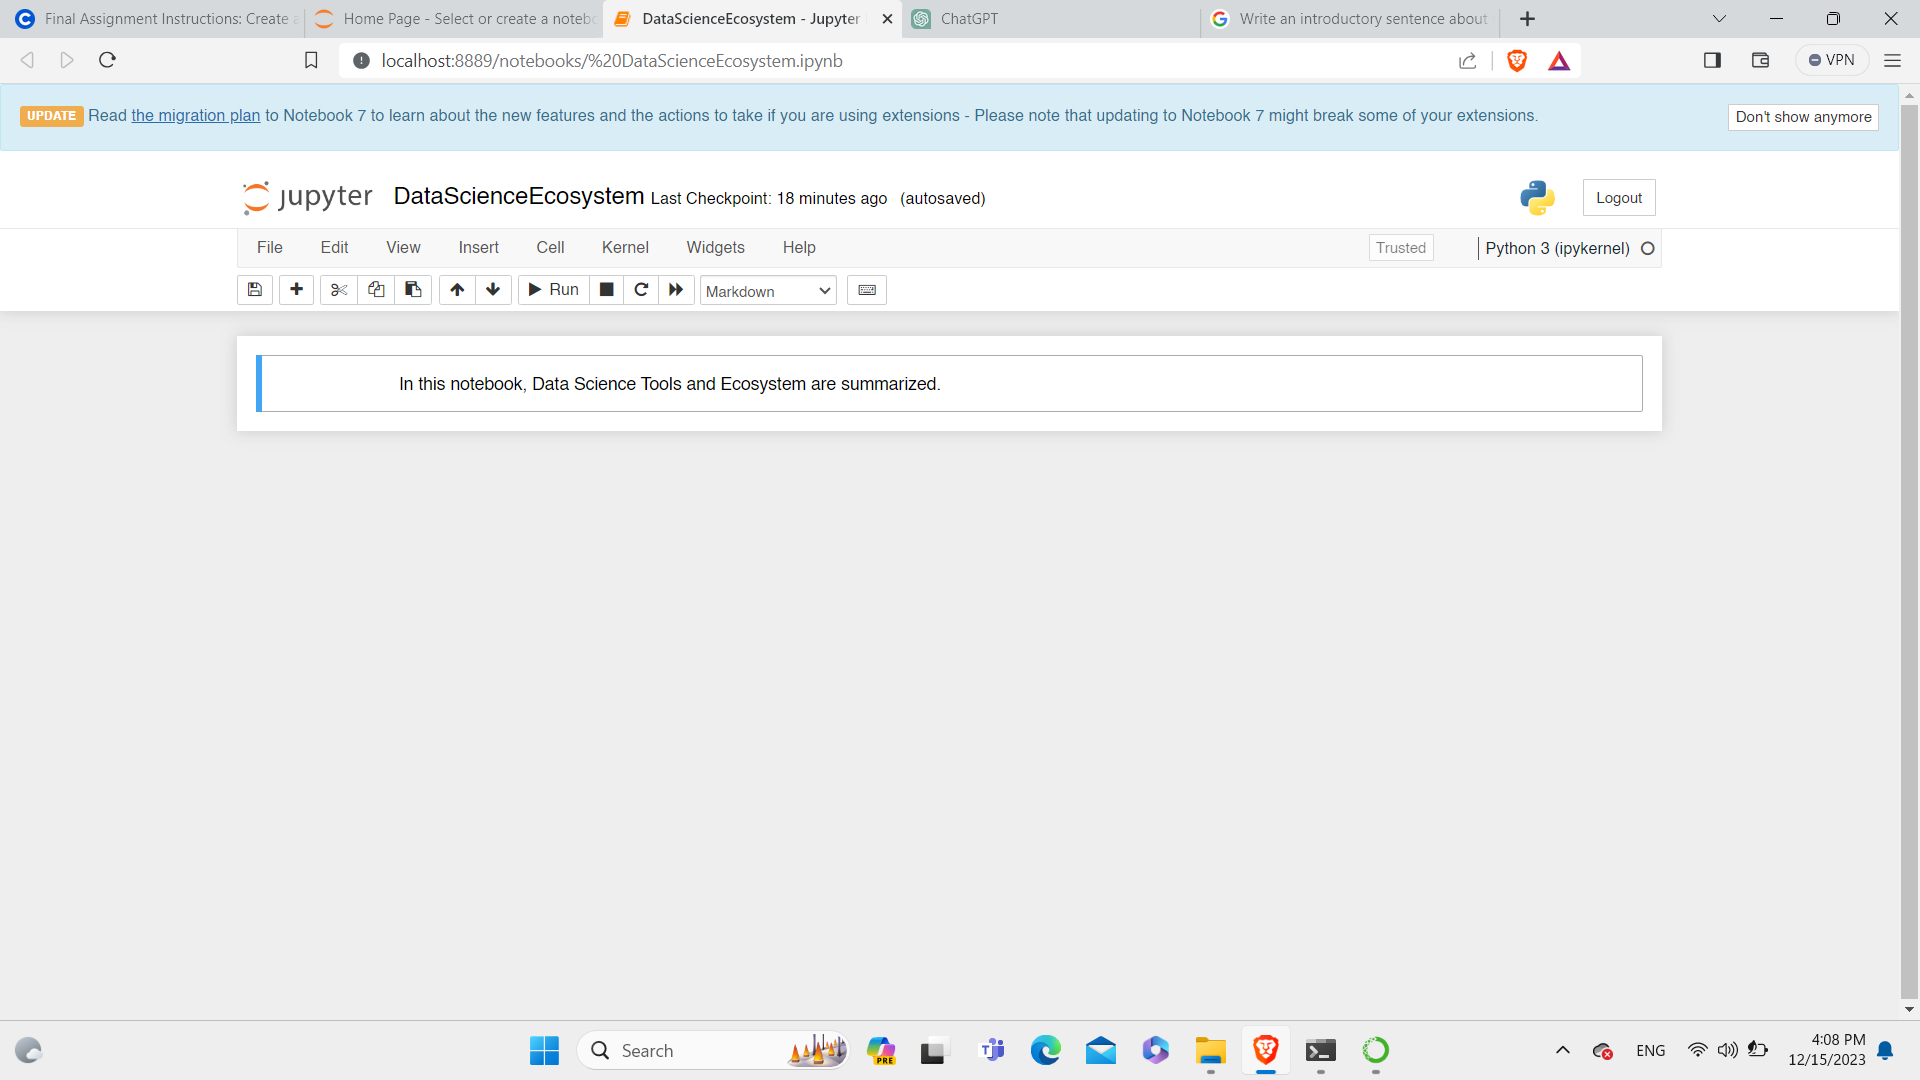 Final Assignment Instructions: Create a
Home Page - Select or create a notebo
DataScienceEcosystem - Jupyter
ChatGPT
Write an introductory sentence about
localhost:8889/notebooks/%20DataScienceEcosystem.ipynb
VPN
UPDATE Read the migration plan to Notebook 7 to learn about the new features and the actions to take if you are using extensions - Please note that updating to Notebook 7 might break some of your extensions.
Don't show anymore
jupyter DataScienceEcosystem Last Checkpoint: 18 minutes ago (autosaved)
Logout
File Edit View Insert Cell Kernel Widgets Help
Trusted
Python 3 (ipykernel)
Run
Markdown
In this notebook, Data Science Tools and Ecosystem are summarized.
Search
PRE
ENG
4:08 PM
12/15/2023